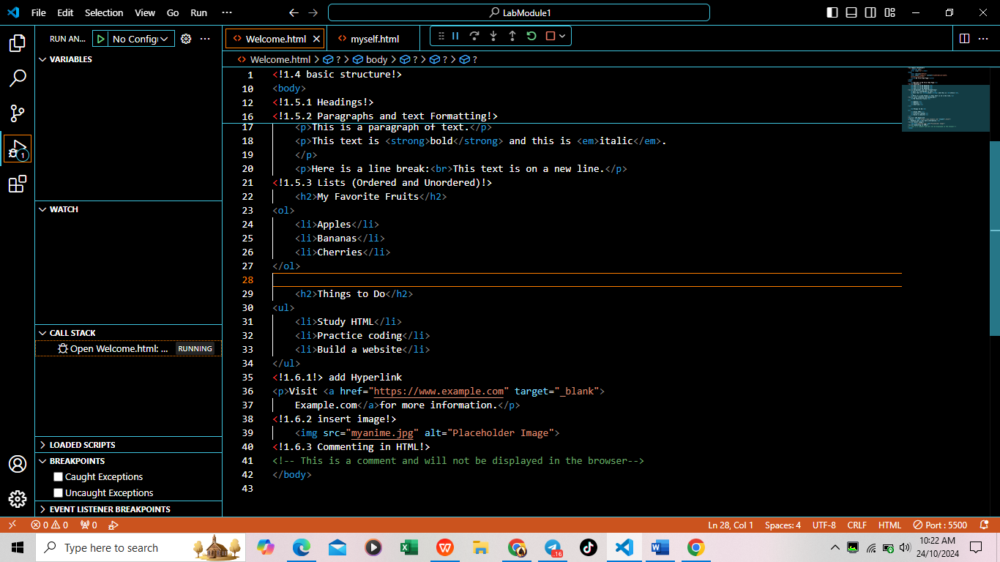 File Edit Selection View Go Run ··· LabModule1
RUN AN... No Config ···
Welcome.html myself.html
VARIABLES
Welcome.html > ? > body > ? > ? > ?
1 <!1.4 basic structure!>
10 <body>
12 <!1.5.1 Headings!>
16 <!1.5.2 Paragraphs and text Formatting!>
17 <p>This is a paragraph of text.</p>
18 <p>This text is <strong>bold</strong> and this is <em>italic</em>.
19 </p>
20 <p>Here is a line break:<br>This text is on a new line.</p>
21 <!1.5.3 Lists (Ordered and Unordered)!>
22 <h2>My Favorite Fruits</h2>
23 <ol>
24 <li>Apples</li>
25 <li>Bananas</li>
26 <li>Cherries</li>
27 </ol>
28
29 <h2>Things to Do</h2>
30 <ul>
31 <li>Study HTML</li>
32 <li>Practice coding</li>
33 <li>Build a website</li>
34 </ul>
35 <!1.6.1!> add Hyperlink
36 <p>Visit <a href="https://www.example.com" target="_blank">
37 Example.com</a>for more information.</p>
38 <!1.6.2 insert image!>
39 <img src="myanime.jpg" alt="Placeholder Image">
40 <!1.6.3 Commenting in HTML!>
41 <!-- This is a comment and will not be displayed in the browser-->
42 </body>
43
WATCH
CALL STACK
Open Welcome.html: ... RUNNING
LOADED SCRIPTS
BREAKPOINTS
Caught Exceptions
Uncaught Exceptions
EVENT LISTENER BREAKPOINTS
1
0 0 0 Ln 28, Col 1 Spaces: 4 UTF-8 CRLF HTML Port : 5500
Type here to search
..16
10:22 AM
24/10/2024